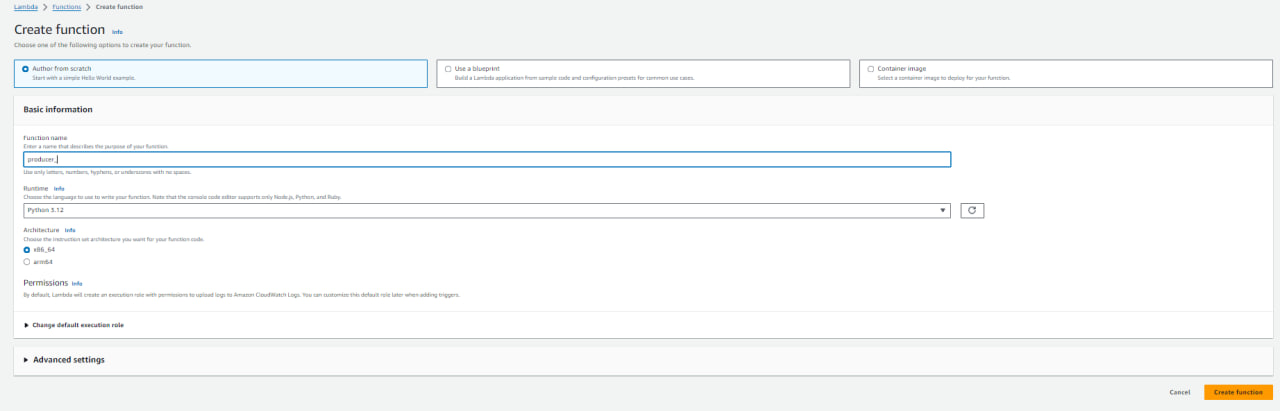 Lambda > Functions > Create function
Create function Info
Choose one of the following options to create your function.
Author from scratch
Start with a simple Hello World example.
Use a blueprint
Build a Lambda application from sample code and configuration presets for common use cases.
Container image
Select a container image to deploy for your function.
Basic information
Function name
Enter a name that describes the purpose of your function.
producer_
Use only letters, numbers, hyphens, or underscores with no spaces.
Runtime Info
Choose the language to use to write your function. Note that the console code editor supports only Node.js, Python, and Ruby.
Python 3.12
Architecture Info
Choose the instruction set architecture you want for your function code.
x86_64
arm64
Permissions Info
By default, Lambda will create an execution role with permissions to upload logs to Amazon CloudWatch Logs. You can customize this default role later when adding triggers.
Change default execution role
Advanced settings
Cancel
Create function